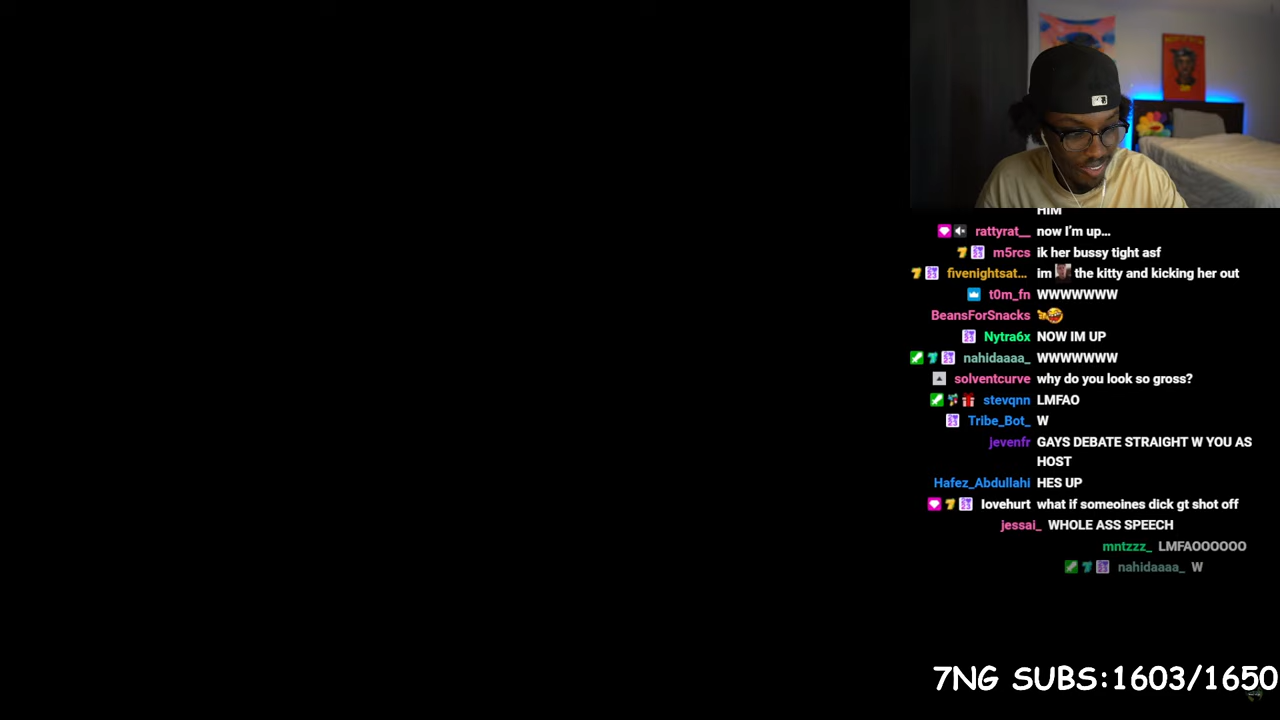 HIM
rattyrat__ now I'm up...
m5rcs ik her bussy tight asf
fivenightsat... im the kitty and kicking her out
t0m_fn WWWWWWW
BeansForSnacks
Nytra6x NOW IM UP
nahidaaaa_ WWWWWWW
solventcurve why do you look so gross?
stevqnn LMFAO
Tribe_Bot_ W
jevenfr GAYS DEBATE STRAIGHT W YOU AS
HOST
Hafez_Abdullahi HES UP
lovehurt what if someoines dick gt shot off
jessai_ WHOLE ASS SPEECH
mntzzz_ LMFAOOOOOO
nahidaaaa_ W
7NG SUBS:1603/1650